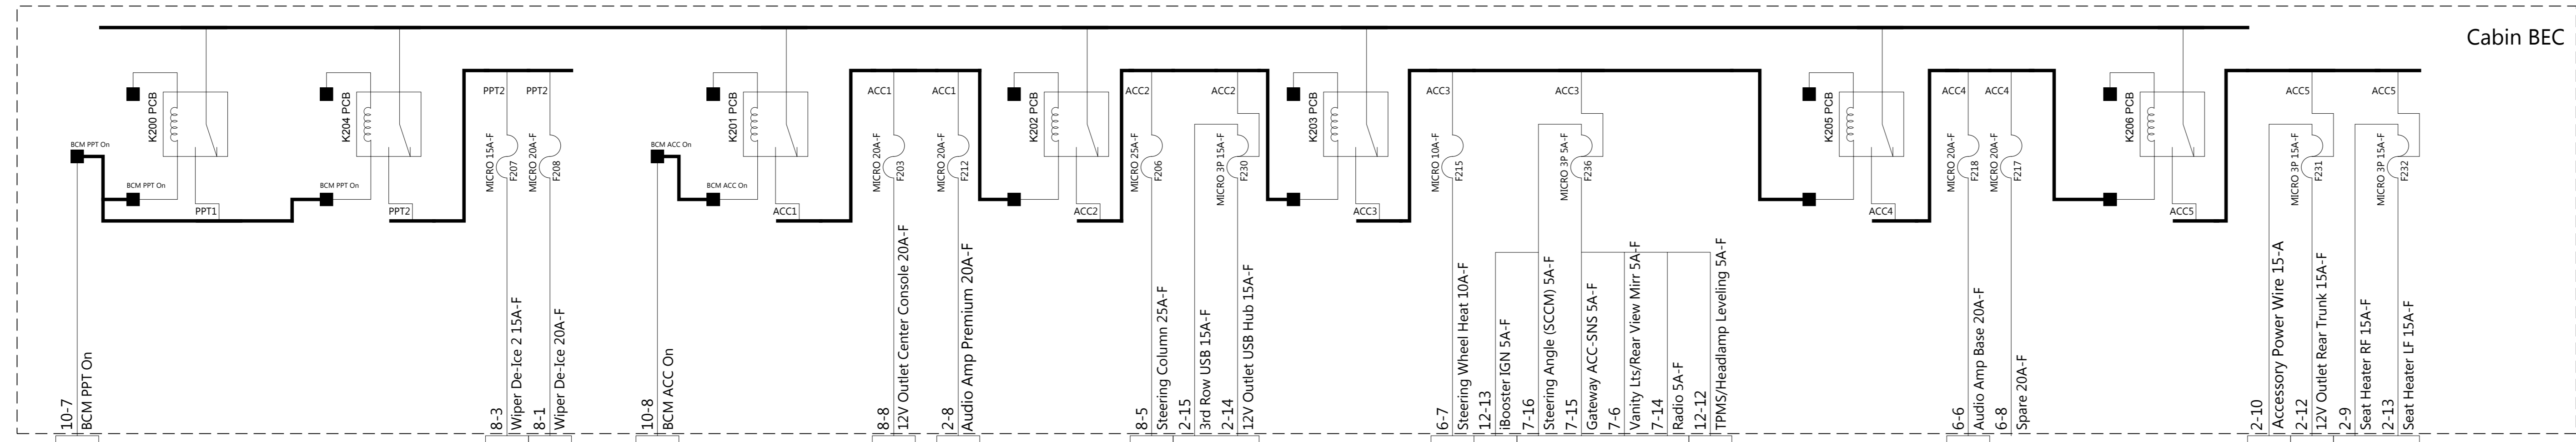 Cabin BEC
BCM PPT On
K200 PCB
BCM PPT On
PPT1
K204 PCB
BCM PPT On
PPT2
PPT2
PPT2
MICRO 15A-F
F207
MICRO 20A-F
F208
BCM ACC On
K201 PCB
BCM ACC On
ACC1
ACC1
ACC1
MICRO 20A-F
F203
MICRO 20A-F
F212
K202 PCB
ACC2
ACC2
ACC2
MICRO 25A-F
F206
MICRO 3P 15A-F
F230
K203 PCB
ACC3
ACC3
ACC3
MICRO 10A-F
F215
MICRO 3P 5A-F
F236
K205 PCB
ACC4
ACC4
ACC4
MICRO 20A-F
F218
MICRO 20A-F
F217
K206 PCB
ACC5
ACC5
ACC5
MICRO 3P 15A-F
F231
MICRO 3P 15A-F
F232
10-7
BCM PPT On
8-3
Wiper De-Ice 2 15A-F
8-1
Wiper De-Ice 20A-F
10-8
BCM ACC On
8-8
12V Outlet Center Console 20A-F
2-8
Audio Amp Premium 20A-F
8-5
Steering Column 25A-F
2-15
3rd Row USB 15A-F
2-14
12V Outlet USB Hub 15A-F
6-7
Steering Wheel Heat 10A-F
12-13
iBooster IGN 5A-F
7-16
Steering Angle (SCCM) 5A-F
7-15
Gateway ACC-SNS 5A-F
7-6
Vanity Lts/Rear View Mirr 5A-F
7-14
Radio 5A-F
12-12
TPMS/Headlamp Leveling 5A-F
6-6
Audio Amp Base 20A-F
6-8
Spare 20A-F
2-10
Accessory Power Wire 15-A
2-12
12V Outlet Rear Trunk 15A-F
2-9
Seat Heater RF 15A-F
2-13
Seat Heater LF 15A-F